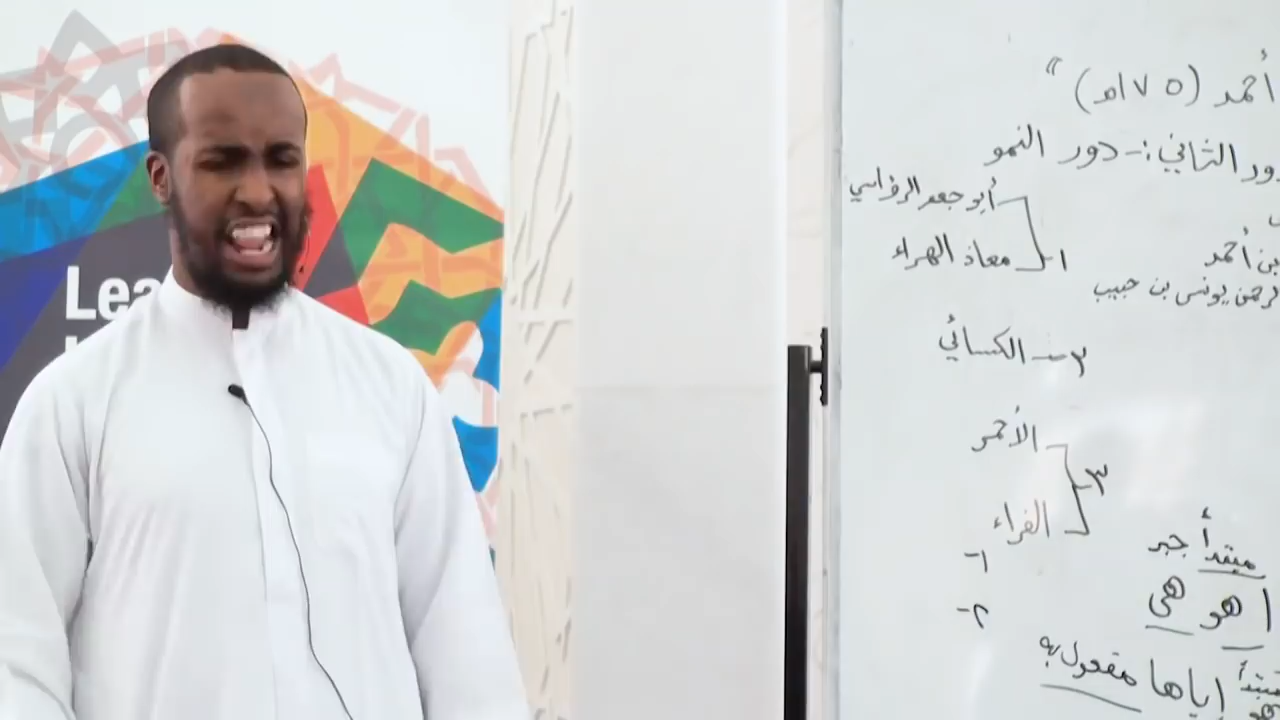 Lea
أحمد (١٧٥هـ) "
دور الثاني :- دور النمو
أبو جعفر الرؤاسي
١- معاذ الهراء
بن أحمد
يونس بن حبيب
٢- الكسائي
الأحمر
٣-
الفراء
مبتدأ خبر
١-
هو هي
٢-
إياها مفعول به